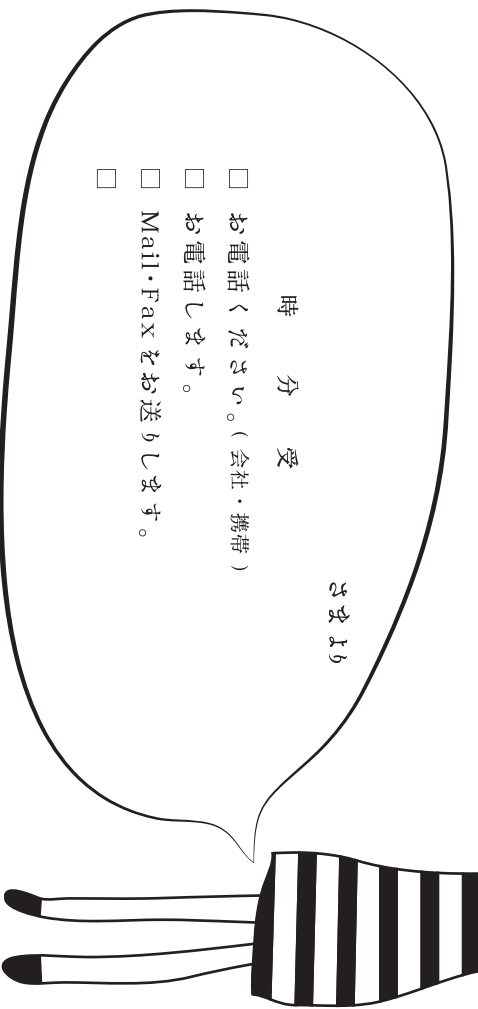 さまより
時 分 受
□ お電話ください。（会社・携帯）
□ お電話します。
□ Mail・Faxをお送りします。
□